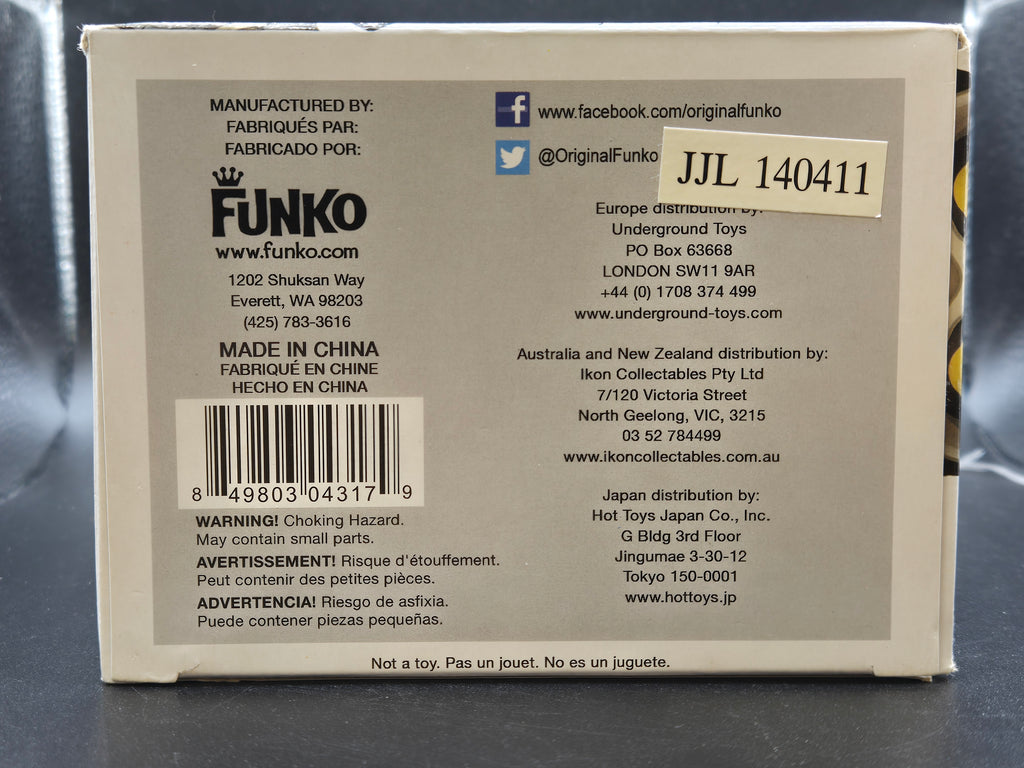 MANUFACTURED BY:
FABRIQUÉS PAR:
FABRICADO POR:
FUNKO
www.funko.com
1202 Shuksan Way
Everett, WA 98203
(425) 783-3616
MADE IN CHINA
FABRIQUÉ EN CHINE
HECHO EN CHINA
8 49803 04317 9
WARNING! Choking Hazard.
May contain small parts.
AVERTISSEMENT! Risque d'étouffement.
Peut contenir des petites pièces.
ADVERTENCIA! Riesgo de asfixia.
Puede contener piezas pequeñas.
f www.facebook.com/originalfunko
@OriginalFunko
JJL 140411
Europe distribution by:
Underground Toys
PO Box 63668
LONDON SW11 9AR
+44 (0) 1708 374 499
www.underground-toys.com
Australia and New Zealand distribution by:
Ikon Collectables Pty Ltd
7/120 Victoria Street
North Geelong, VIC, 3215
03 52 784499
www.ikoncollectables.com.au
Japan distribution by:
Hot Toys Japan Co., Inc.
G Bldg 3rd Floor
Jingumae 3-30-12
Tokyo 150-0001
www.hottoys.jp
Not a toy. Pas un jouet. No es un juguete.